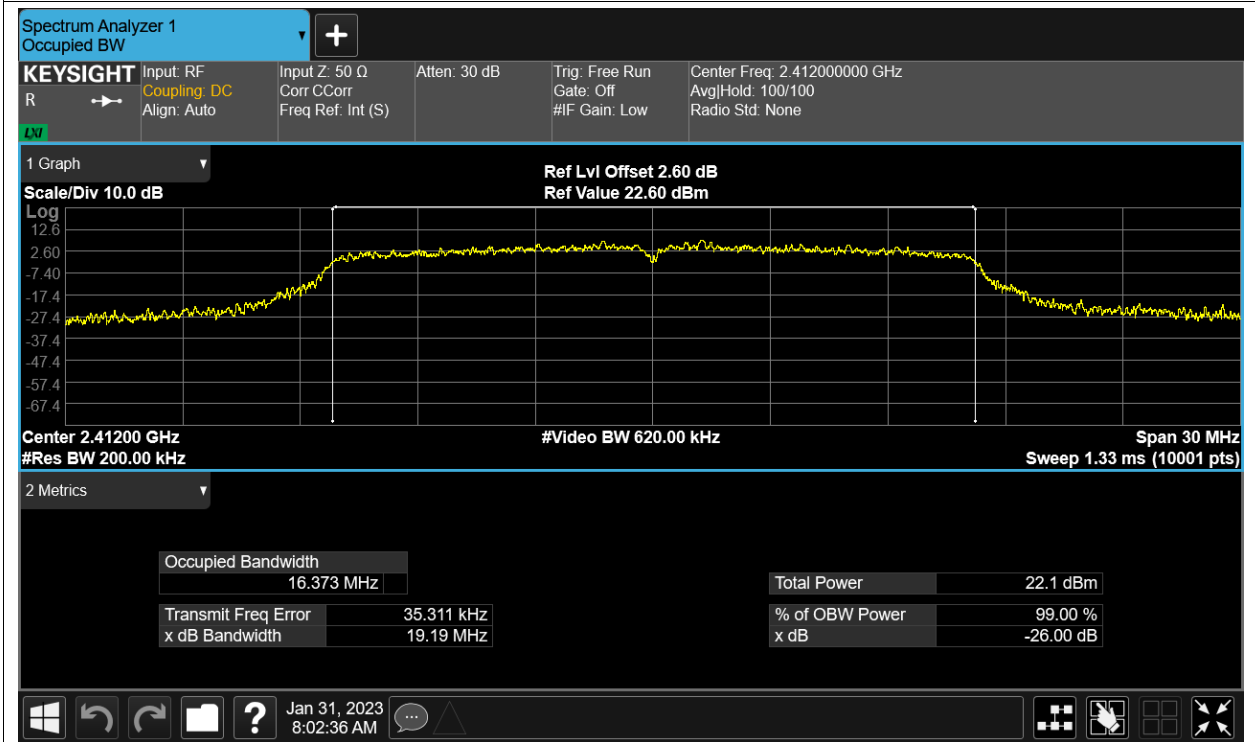 Spectrum Analyzer 1
Occupied BW
KEYSIGHT
R
LXI
Input: RF
Coupling: DC
Align: Auto
Input Z: 50 Ω
Corr CCorr
Freq Ref: Int (S)
Atten: 30 dB
Trig: Free Run
Gate: Off
#IF Gain: Low
Center Freq: 2.412000000 GHz
Avg|Hold: 100/100
Radio Std: None
1 Graph
Scale/Div 10.0 dB
Ref Lvl Offset 2.60 dB
Ref Value 22.60 dBm
Log
12.6
2.60
-7.40
-17.4
-27.4
-37.4
-47.4
-57.4
-67.4
Center 2.41200 GHz
#Video BW 620.00 kHz
Span 30 MHz
#Res BW 200.00 kHz
Sweep 1.33 ms (10001 pts)
2 Metrics
Occupied Bandwidth
16.373 MHz
Transmit Freq Error 35.311 kHz
x dB Bandwidth 19.19 MHz
Total Power 22.1 dBm
% of OBW Power 99.00 %
x dB -26.00 dB
?
Jan 31, 2023
8:02:36 AM